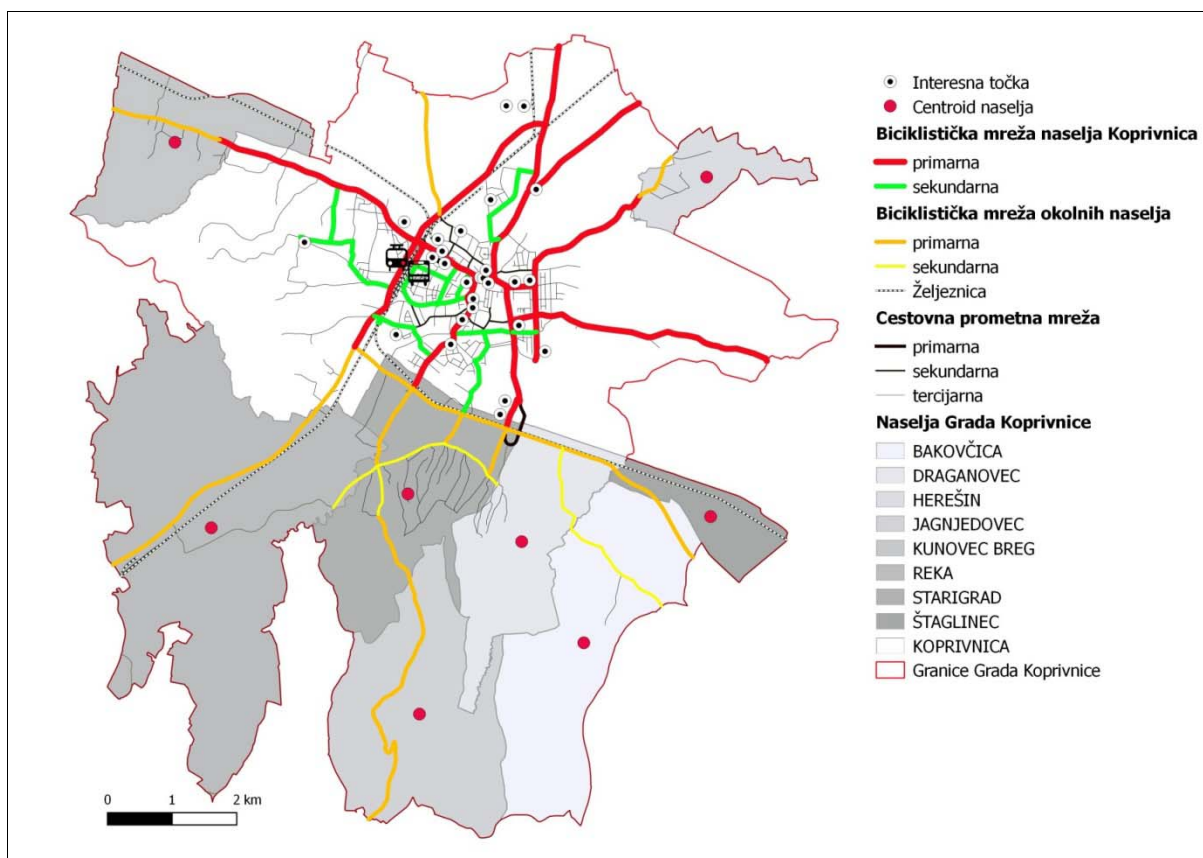 Interesna točka
Centroid naselja
Biciklistička mreža naselja Koprivnica
primarna
sekundarna
Biciklistička mreža okolnih naselja
primarna
sekundarna
Željeznica
Cestovna prometna mreža
primarna
sekundarna
tercijarna
Naselja Grada Koprivnice
BAKOVČICA
DRAGANOVEC
HEREŠIN
JAGNJEDOVEC
KUNOVEC BREG
REKA
STARIGRAD
ŠTAGLINEC
KOPRIVNICA
Granice Grada Koprivnice
0 1 2 km